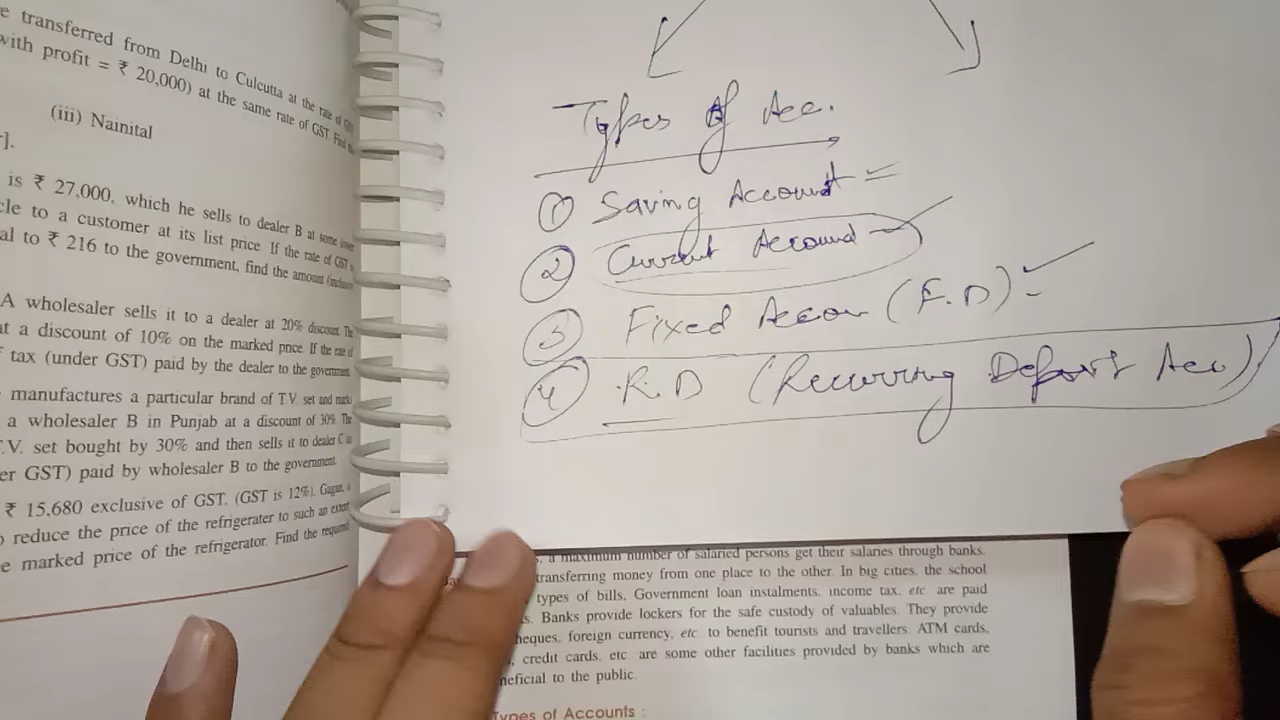 e transferred from Delhi to Culcutta at the rate of
with profit = ₹ 20,000) at the same rate of GST. Find
(iii) Nainital
r].
is ₹ 27,000, which he sells to dealer B at some lower
cle to a customer at its list price. If the rate of GST
al to ₹ 216 to the government, find the amount (inclusive
A wholesaler sells it to a dealer at 20% discount. The
at a discount of 10% on the marked price. If the rate of
f tax (under GST) paid by the dealer to the government.
manufactures a particular brand of T.V. set and marks
a wholesaler B in Punjab at a discount of 30%. The
T.V. set bought by 30% and then sells it to dealer C
er GST) paid by wholesaler B to the government.
₹ 15,680 exclusive of GST. (GST is 12%). Gagan, a
o reduce the price of the refrigerater to such an extent
e marked price of the refrigerator. Find the required
Types of Acc.
① Saving Account =
② Current Account
③ Fixed Accou (F.D) -
④ R.D (Recurring Deposit Acc)
a maximum number of salaried persons get their salaries through banks.
transferring money from one place to the other. In big cities, the school
types of bills, Government loan instalments, income tax, etc are paid
s. Banks provide lockers for the safe custody of valuables. They provide
heques, foreign currency, etc. to benefit tourists and travellers. ATM cards,
, credit cards, etc are some other facilities provided by banks which are
neficial to the public.
Types of Accounts :